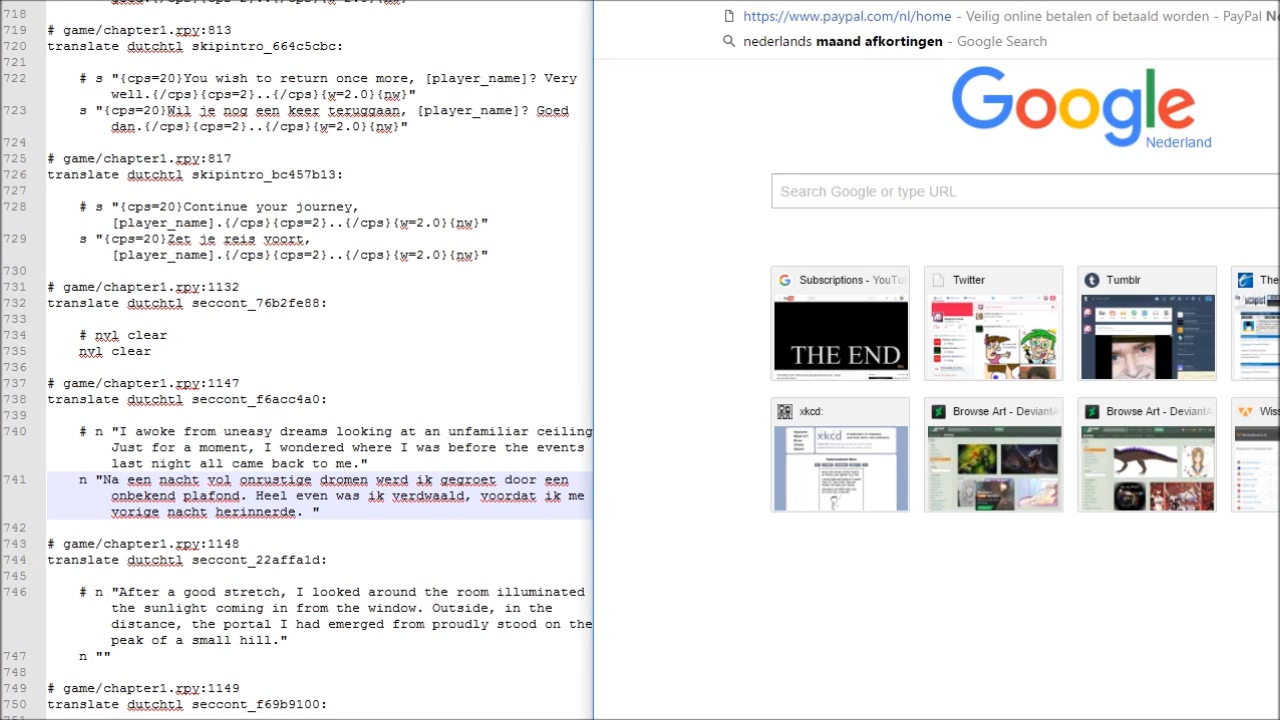 718
719 # game/chapter1.rpy:813
720 translate dutchtl skipintro_664c5cbc:
721
722 # s "{cps=20}You wish to return once more, [player_name]? Very
well.{/cps}{cps=2}..{/cps}{w=2.0}{nw}"
723 s "{cps=20}Wil je nog een keer teruggaan, [player_name]? Goed
dan.{/cps}{cps=2}..{/cps}{w=2.0}{nw}"
724
725 # game/chapter1.rpy:817
726 translate dutchtl skipintro_bc457b13:
727
728 # s "{cps=20}Continue your journey,
[player_name].{/cps}{cps=2}..{/cps}{w=2.0}{nw}"
729 s "{cps=20}Zet je reis voort,
[player_name].{/cps}{cps=2}..{/cps}{w=2.0}{nw}"
730
731 # game/chapter1.rpy:1132
732 translate dutchtl seccont_76b2fe88:
733
734 # nvl clear
735 nvl clear
736
737 # game/chapter1.rpy:1147
738 translate dutchtl seccont_f6acc4a0:
739
740 # n "I awoke from uneasy dreams looking at an unfamiliar ceiling
Just for a moment, I wondered where I was before the events
last night all came back to me."
741 n "Na een nacht vol onrustige dromen werd ik gegroet door een
onbekend plafond. Heel even was ik verdwaald, voordat ik me
vorige nacht herinnerde. "
742
743 # game/chapter1.rpy:1148
744 translate dutchtl seccont_22affa1d:
745
746 # n "After a good stretch, I looked around the room illuminated
the sunlight coming in from the window. Outside, in the
distance, the portal I had emerged from proudly stood on the
peak of a small hill."
747 n ""
748
749 # game/chapter1.rpy:1149
750 translate dutchtl seccont_f69b9100:
https://www.paypal.com/nl/home - Veilig online betalen of betaald worden - PayPal N
nederlands maand afkortingen - Google Search
Google
Nederland
Search Google or type URL
Subscriptions - YouTu
Twitter
Tumblr
The
THE END
xkcd:
Browse Art - Deviant
Browse Art - Deviant
Wis
xkcd